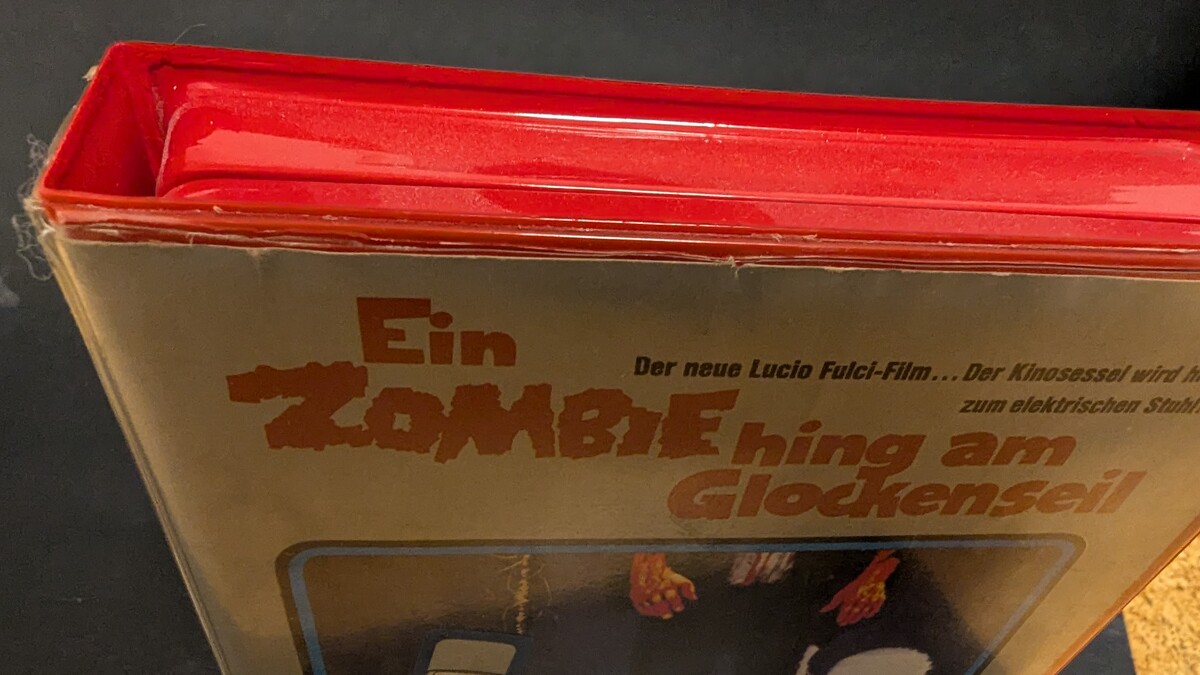 Ein
ZOMBIE hing am
Glockenseil
Der neue Lucio Fulci-Film... Der Kinosessel wird
zum elektrischen Stuhl